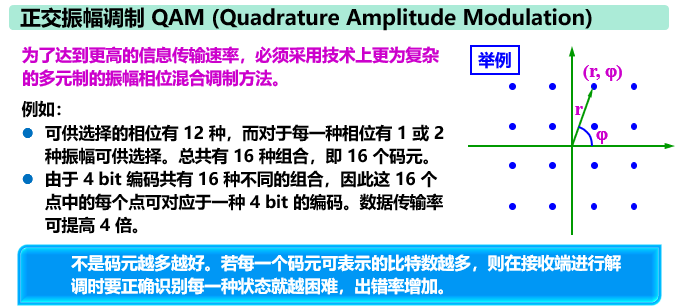 正交振幅调制 QAM (Quadrature Amplitude Modulation)
为了达到更高的信息传输速率，必须采用技术上更为复杂
的多元制的振幅相位混合调制方法。
例如：
● 可供选择的相位有 12 种，而对于每一种相位有 1 或 2
种振幅可供选择。总共有 16 种组合，即 16 个码元。
● 由于 4 bit 编码共有 16 种不同的组合，因此这 16 个
点中的每个点可对应于一种 4 bit 的编码。数据传输率
可提高 4 倍。
举例
(r, φ)
r
φ
不是码元越多越好。若每一个码元可表示的比特数越多，则在接收端进行解
调时要正确识别每一种状态就越困难，出错率增加。